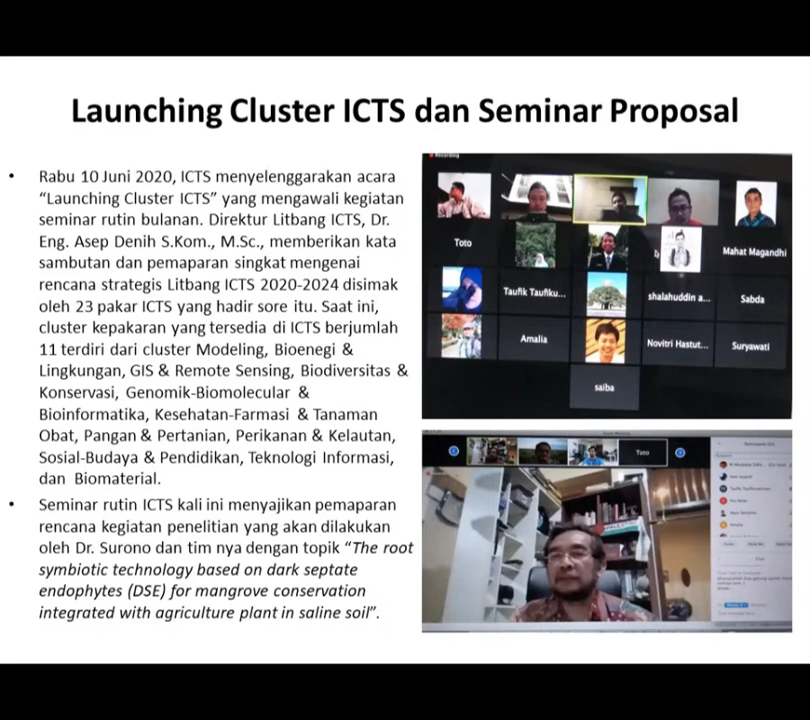 Launching Cluster ICTS dan Seminar Proposal
• Rabu 10 Juni 2020, ICTS menyelenggarakan acara
“Launching Cluster ICTS” yang mengawali kegiatan
seminar rutin bulanan. Direktur Litbang ICTS, Dr.
Eng. Asep Denih S.Kom., M.Sc., memberikan kata
sambutan dan pemaparan singkat mengenai
rencana strategis Litbang ICTS 2020-2024 disimak
oleh 23 pakar ICTS yang hadir sore itu. Saat ini,
cluster kepakaran yang tersedia di ICTS berjumlah
11 terdiri dari cluster Modeling, Bioenegi &
Lingkungan, GIS & Remote Sensing, Biodiversitas &
Konservasi, Genomik-Biomolecular &
Bioinformatika, Kesehatan-Farmasi & Tanaman
Obat, Pangan & Pertanian, Perikanan & Kelautan,
Sosial-Budaya & Pendidikan, Teknologi Informasi,
dan Biomaterial.
• Seminar rutin ICTS kali ini menyajikan pemaparan
rencana kegiatan penelitian yang akan dilakukan
oleh Dr. Surono dan tim nya dengan topik “The root
symbiotic technology based on dark septate
endophytes (DSE) for mangrove conservation
integrated with agriculture plant in saline soil”.
Recording
Toto
Mahat Magandhi
Taufik Taufiku...
shalahuddin a...
Sabda
Amalia
Novitri Hastut...
Suryawati
saiba
Toto